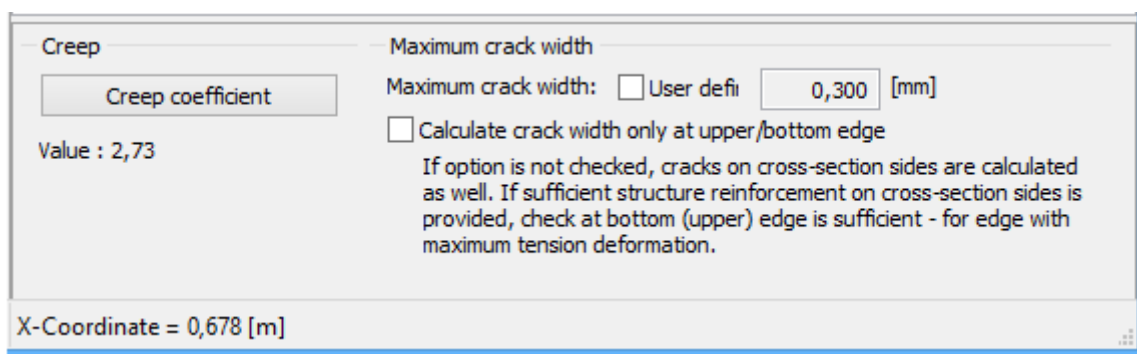 Creep
Maximum crack width
Creep coefficient
Maximum crack width: User defin 0,300 [mm]
Value : 2,73
Calculate crack width only at upper/bottom edge
If option is not checked, cracks on cross-section sides are calculated
as well. If sufficient structure reinforcement on cross-section sides is
provided, check at bottom (upper) edge is sufficient - for edge with
maximum tension deformation.
X-Coordinate = 0,678 [m]